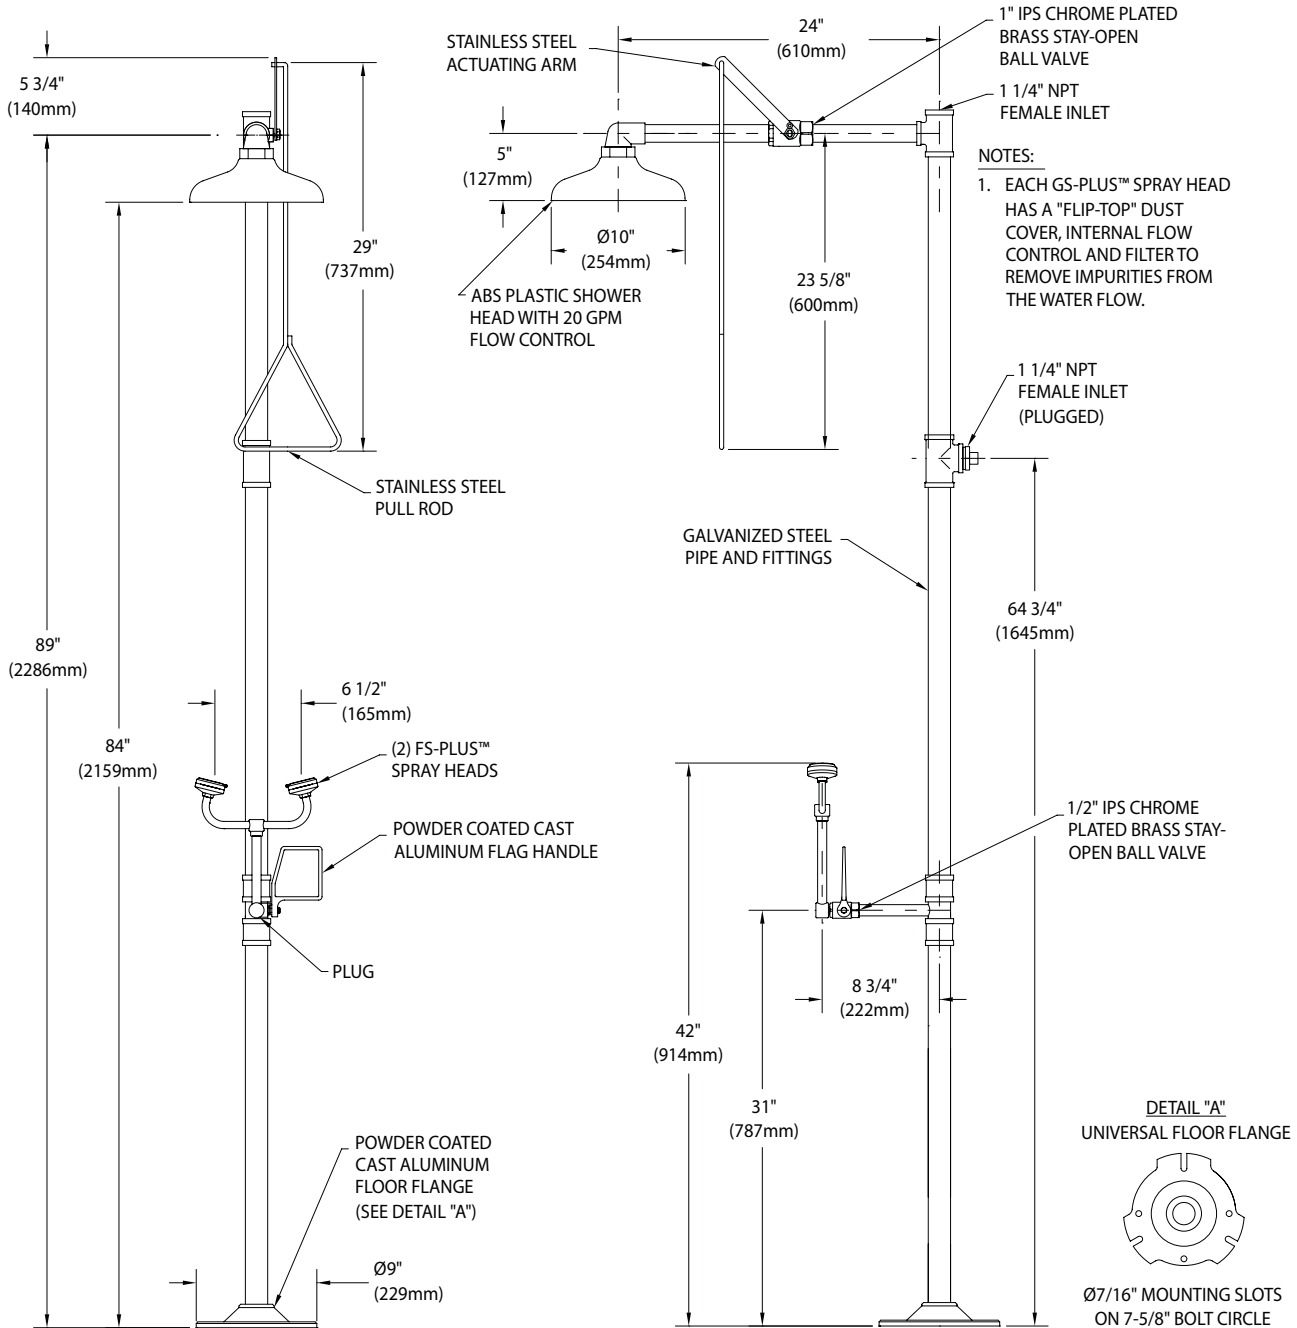 5 3/4"
(140mm)
STAINLESS STEEL
ACTUATING ARM
24"
(610mm)
1" IPS CHROME PLATED
BRASS STAY-OPEN
BALL VALVE
1 1/4" NPT
FEMALE INLET
NOTES:
1. EACH GS-PLUS™ SPRAY HEAD
HAS A "FLIP-TOP" DUST
COVER, INTERNAL FLOW
CONTROL AND FILTER TO
REMOVE IMPURITIES FROM
THE WATER FLOW.
5"
(127mm)
29"
(737mm)
Ø10"
(254mm)
23 5/8"
(600mm)
ABS PLASTIC SHOWER
HEAD WITH 20 GPM
FLOW CONTROL
1 1/4" NPT
FEMALE INLET
(PLUGGED)
STAINLESS STEEL
PULL ROD
GALVANIZED STEEL
PIPE AND FITTINGS
64 3/4"
(1645mm)
89"
(2286mm)
6 1/2"
(165mm)
84"
(2159mm)
(2) FS-PLUS™
SPRAY HEADS
POWDER COATED CAST
ALUMINUM FLAG HANDLE
1/2" IPS CHROME
PLATED BRASS STAY-
OPEN BALL VALVE
PLUG
8 3/4"
(222mm)
42"
(914mm)
31"
(787mm)
POWDER COATED
CAST ALUMINUM
FLOOR FLANGE
(SEE DETAIL "A")
Ø9"
(229mm)
DETAIL "A"
UNIVERSAL FLOOR FLANGE
Ø7/16" MOUNTING SLOTS
ON 7-5/8" BOLT CIRCLE